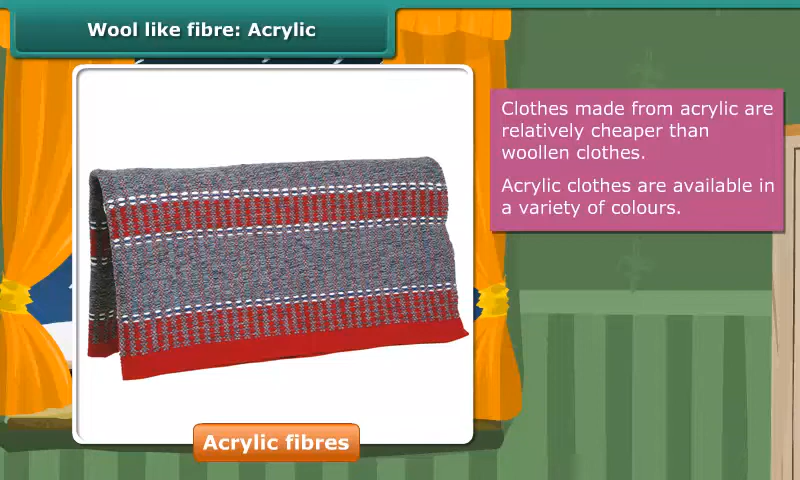 Wool like fibre: Acrylic
Clothes made from acrylic are
relatively cheaper than
woollen clothes.
Acrylic clothes are available in
a variety of colours.
Acrylic fibres